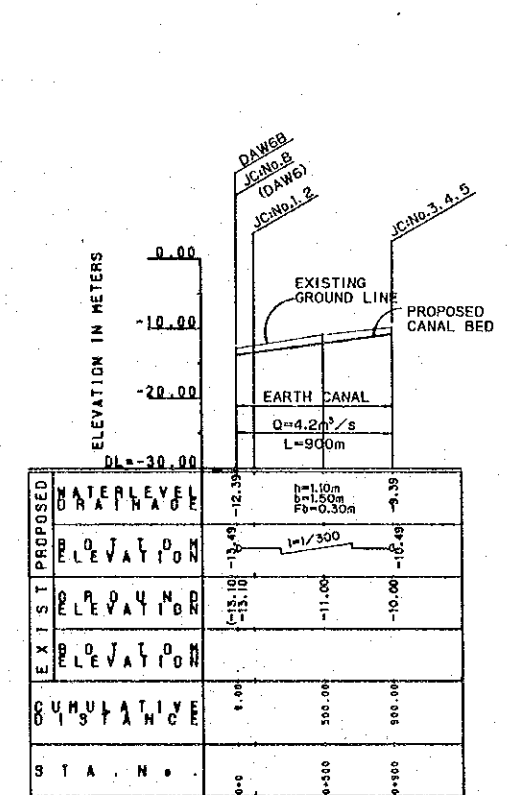 DAW6B
JC:No.8
(DAW6)
JC:No.1, 2
JC:No.3, 4, 5
ELEVATION IN METERS
0.00
-10.00
-20.00
DL=-30.00
EXISTING
GROUND LINE
PROPOSED
CANAL BED
EARTH CANAL
Q=4.2m³/s
L=900m
PROPOSED
WATERLEVEL
DRAINAGE
-12.39
h=1.10m
b=1.50m
Fb=0.30m
-9.39
BOTTOM
ELEVATION
-13.49
I=1/300
-10.49
EXIST
GROUND
ELEVATION
(-13.10)
-13.10
-11.00
-10.00
BOTTOM
ELEVATION
CUMULATIVE
DISTANCE
0.00
500.00
900.00
STA. No.
0+0
0+500
0+900